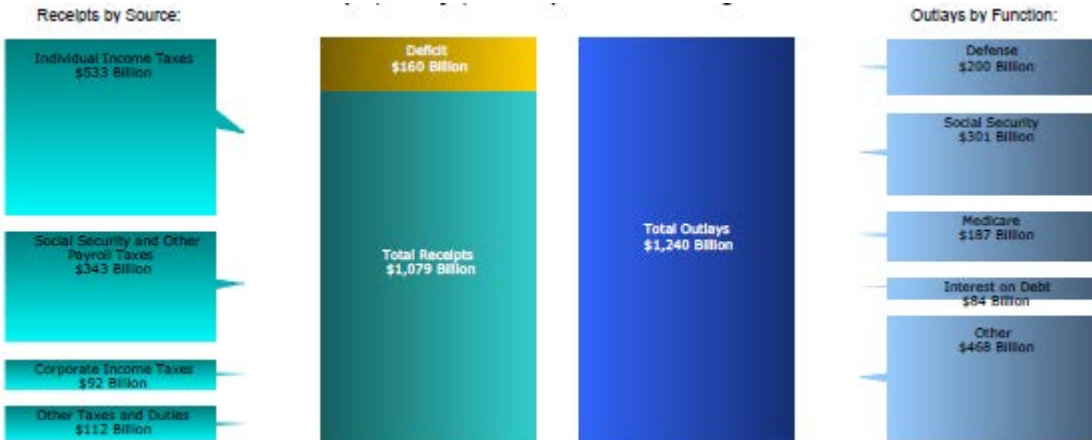 Receipts by Source:
Individual Income Taxes
$533 Billion
Social Security and Other
Payroll Taxes
$343 Billion
Corporate Income Taxes
$92 Billion
Other Taxes and Duties
$112 Billion
Deficit
$160 Billion
Total Receipts
$1,079 Billion
Total Outlays
$1,240 Billion
Outlays by Function:
Defense
$200 Billion
Social Security
$301 Billion
Medicare
$187 Billion
Interest on Debt
$84 Billion
Other
$468 Billion